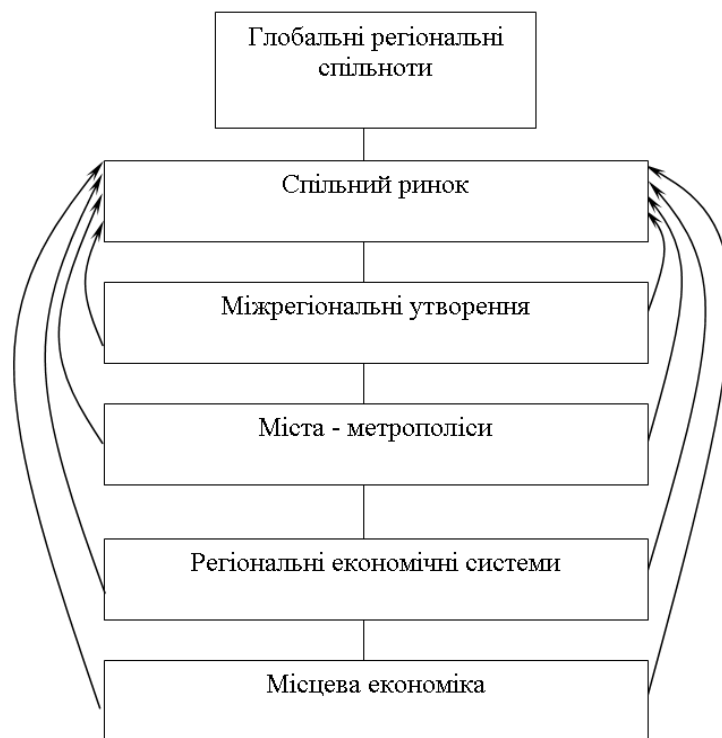 Глобальні регіональні
спільноти
Спільний ринок
Міжрегіональні утворення
Міста - метрополіси
Регіональні економічні системи
Місцева економіка